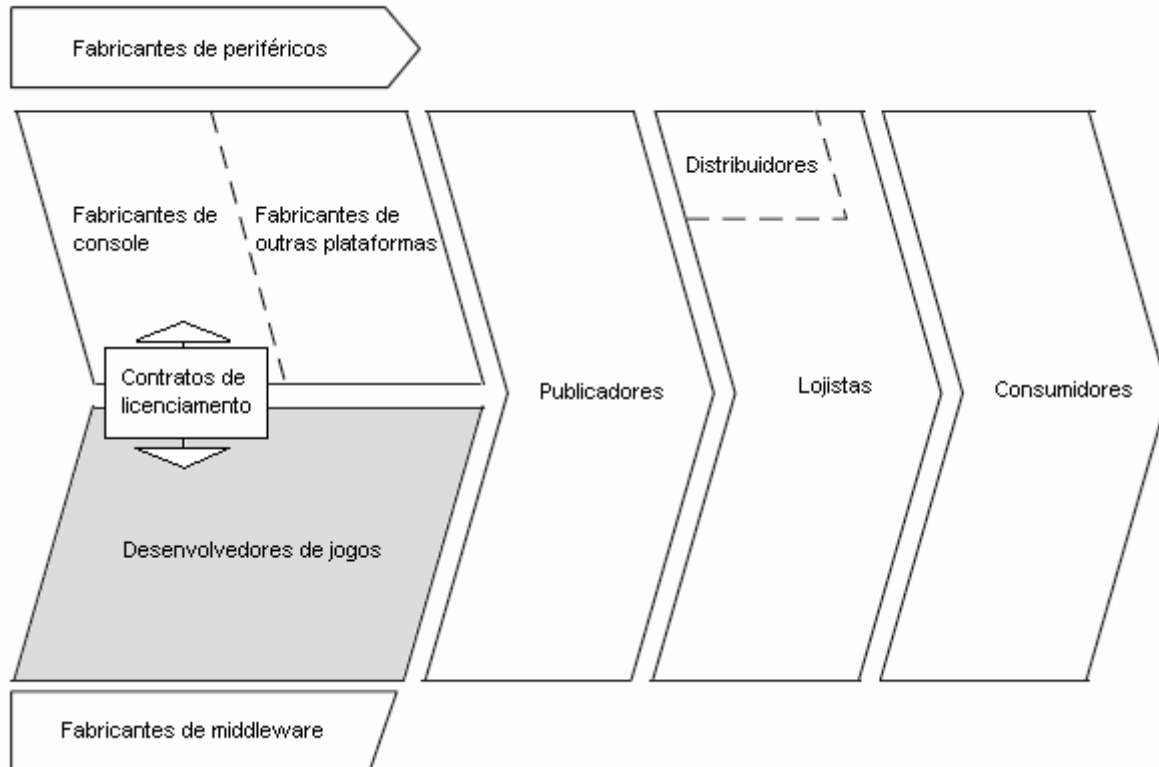 Fabricantes de periféricos
Fabricantes de
console
Fabricantes de
outras plataformas
Contratos de
licenciamento
Desenvolvedores de jogos
Fabricantes de middleware
Publicadores
Distribuidores
Lojistas
Consumidores